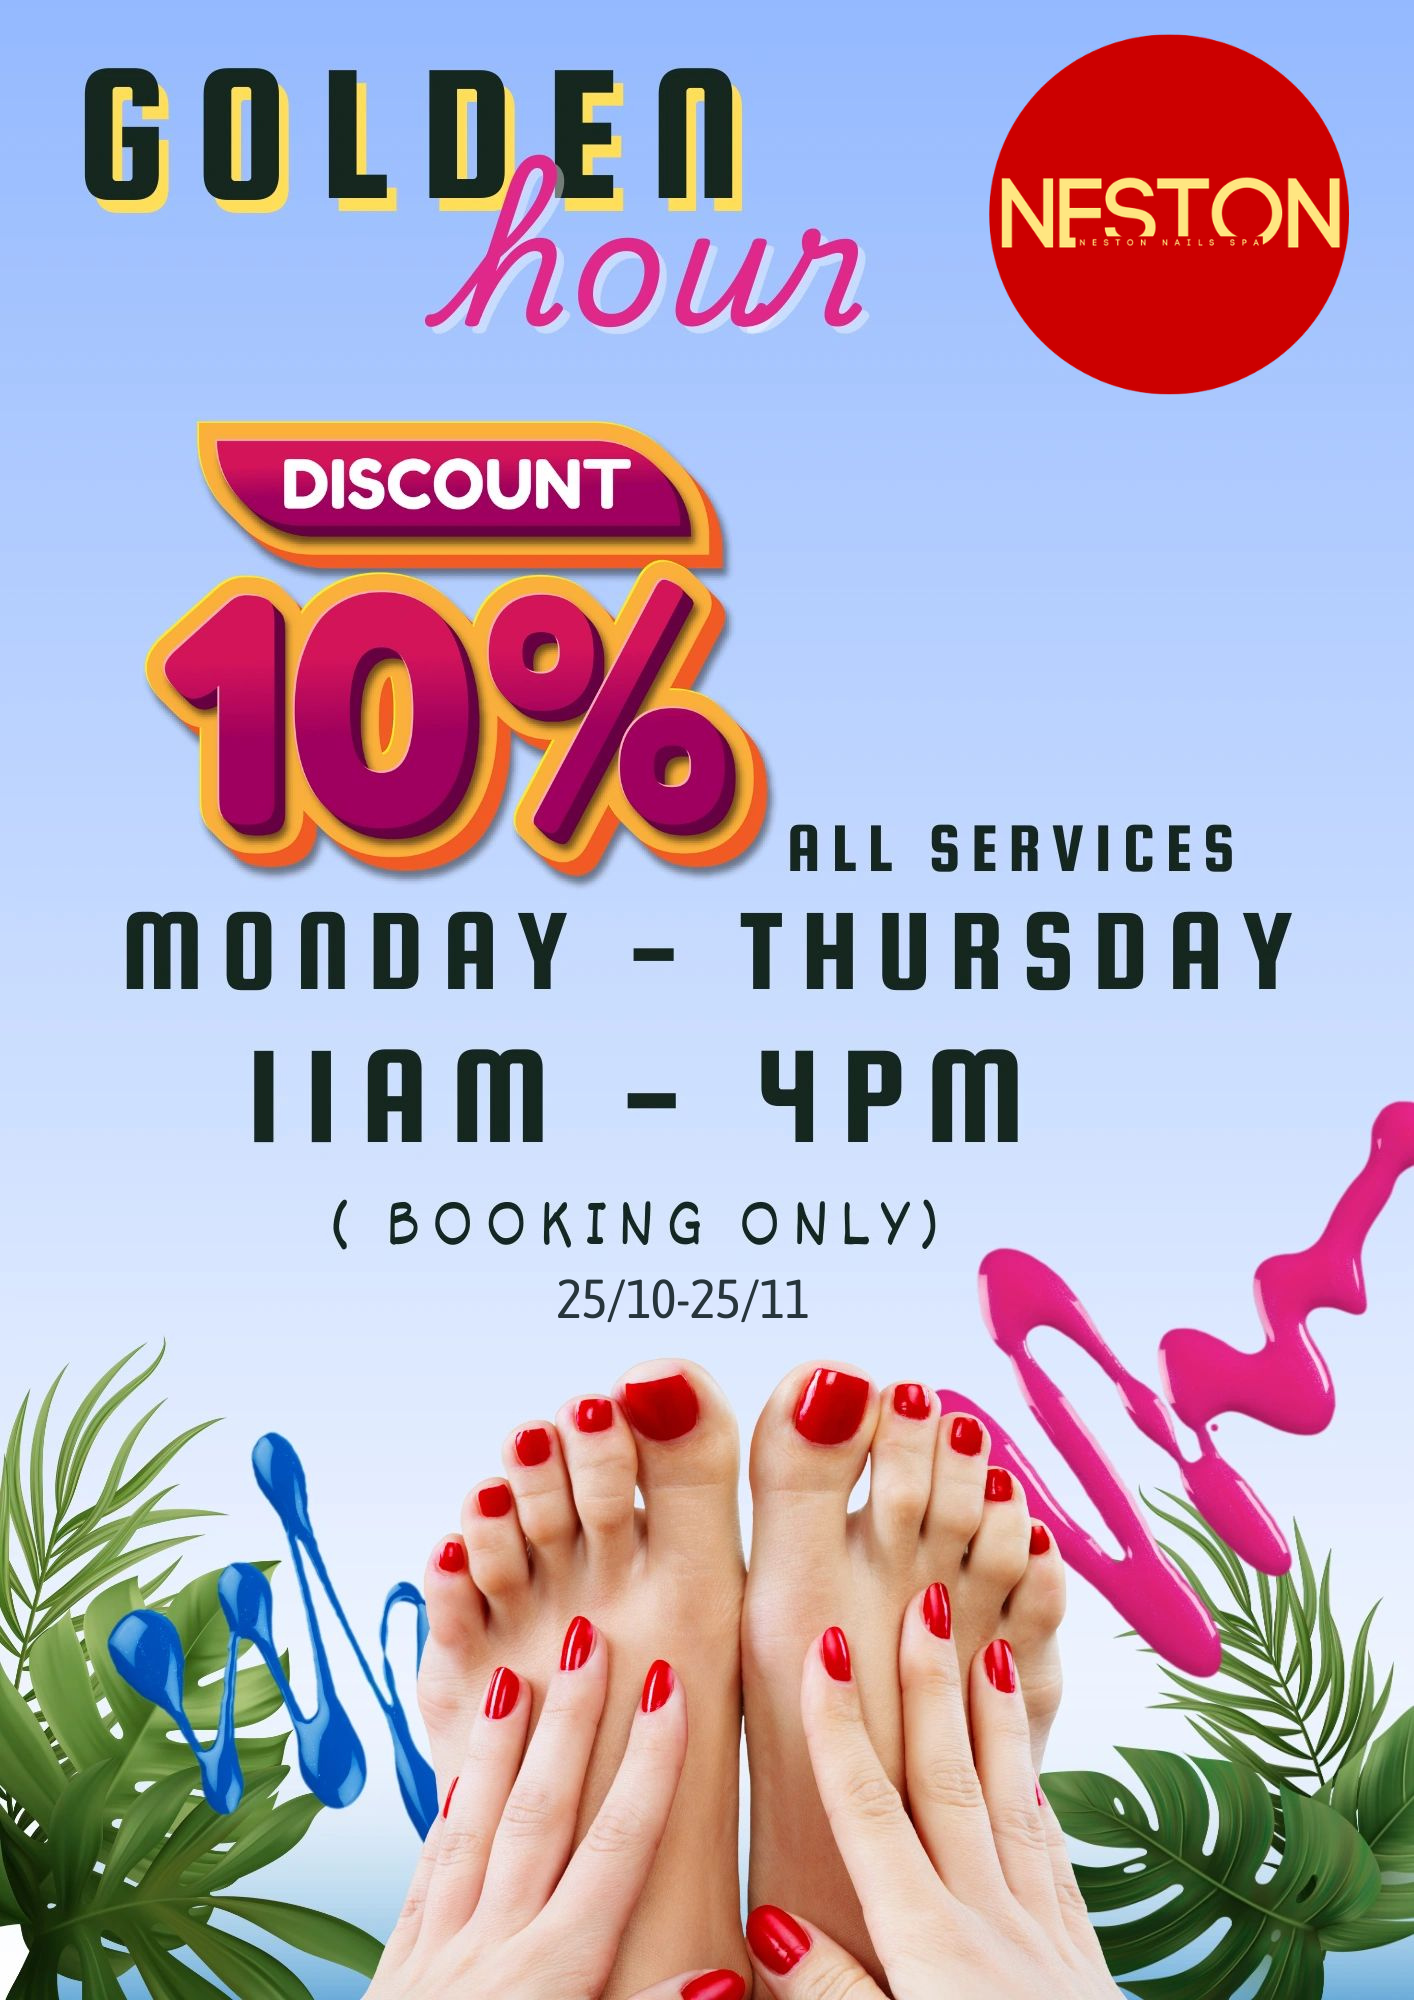 GOLDEN
hour
NESTON
NESTON NAILS SPA
DISCOUNT
10%
ALL SERVICES
MONDAY - THURSDAY
11AM - 4PM
( BOOKING ONLY)
25/10-25/11